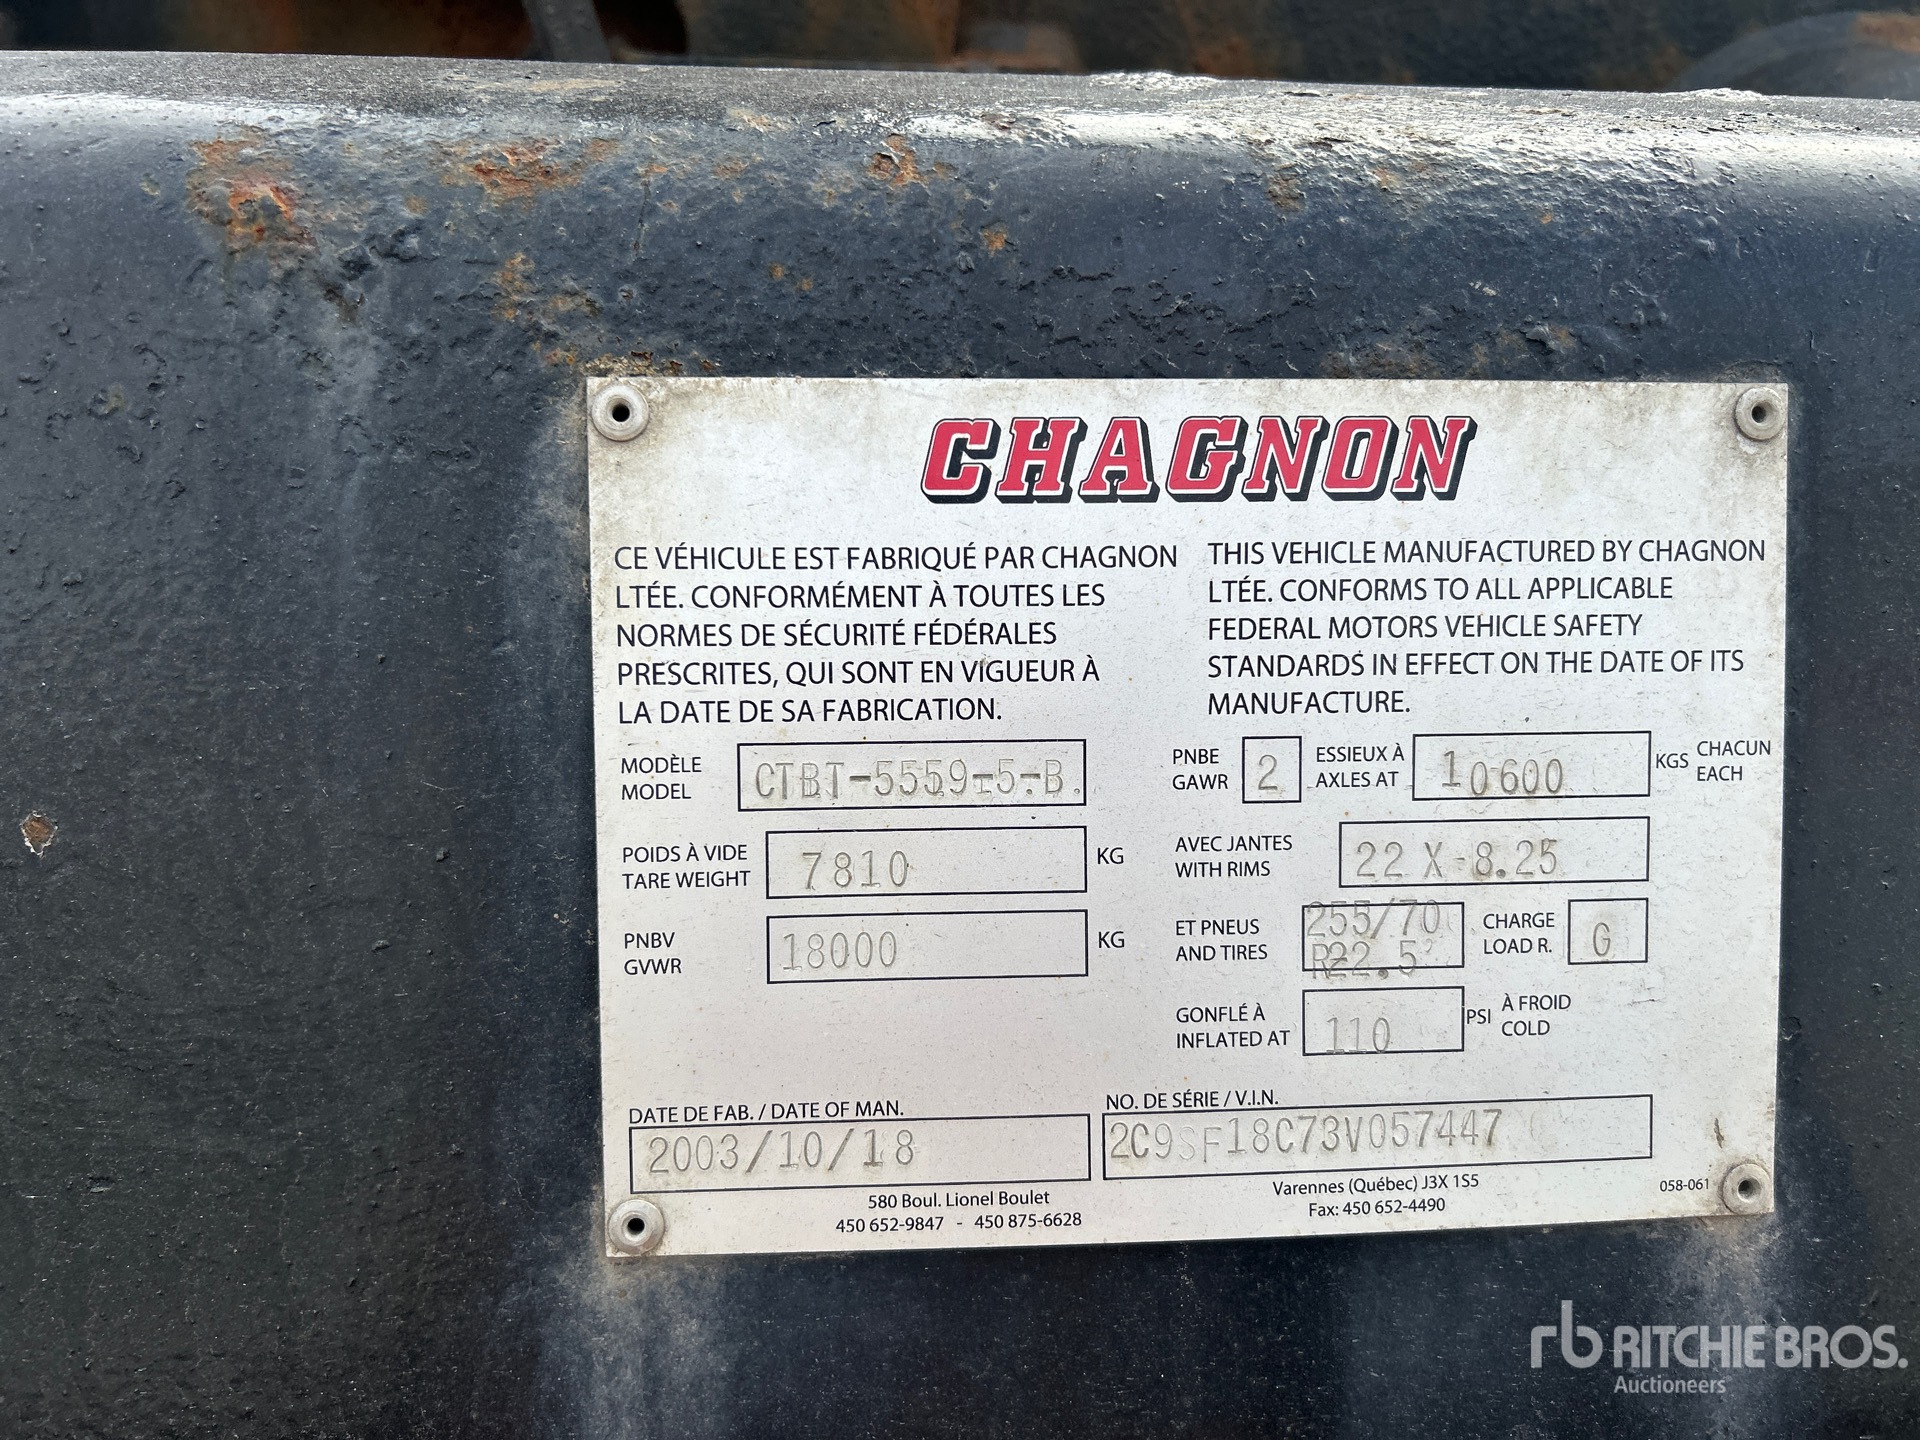 CHAGNON
CE VÉHICULE EST FABRIQUÉ PAR CHAGNON
LTÉE. CONFORMÉMENT À TOUTES LES
NORMES DE SÉCURITÉ FÉDÉRALES
PRESCRITES, QUI SONT EN VIGUEUR À
LA DATE DE SA FABRICATION.
THIS VEHICLE MANUFACTURED BY CHAGNON
LTÉE. CONFORMS TO ALL APPLICABLE
FEDERAL MOTORS VEHICLE SAFETY
STANDARDS IN EFFECT ON THE DATE OF ITS
MANUFACTURE.
MODÈLE
MODEL
CTBT-5559-5-B
POIDS À VIDE
TARE WEIGHT
7810
KG
PNBV
GVWR
18000
KG
PNBE
GAWR
2
ESSIEUX À
AXLES AT
10600
KGS
CHACUN
EACH
AVEC JANTES
WITH RIMS
22 X 8.25
ET PNEUS
AND TIRES
255/70
R22.5
CHARGE
LOAD R.
G
GONFLÉ À
INFLATED AT
110
PSI
À FROID
COLD
DATE DE FAB. / DATE OF MAN.
2003/10/18
NO. DE SÉRIE / V.I.N.
2C9SF18C73V057447
580 Boul. Lionel Boulet
450 652-9847 - 450 875-6628
Varennes (Québec) J3X 1S5
Fax: 450 652-4490
058-061
rb RITCHIE BROS.
Auctioneers